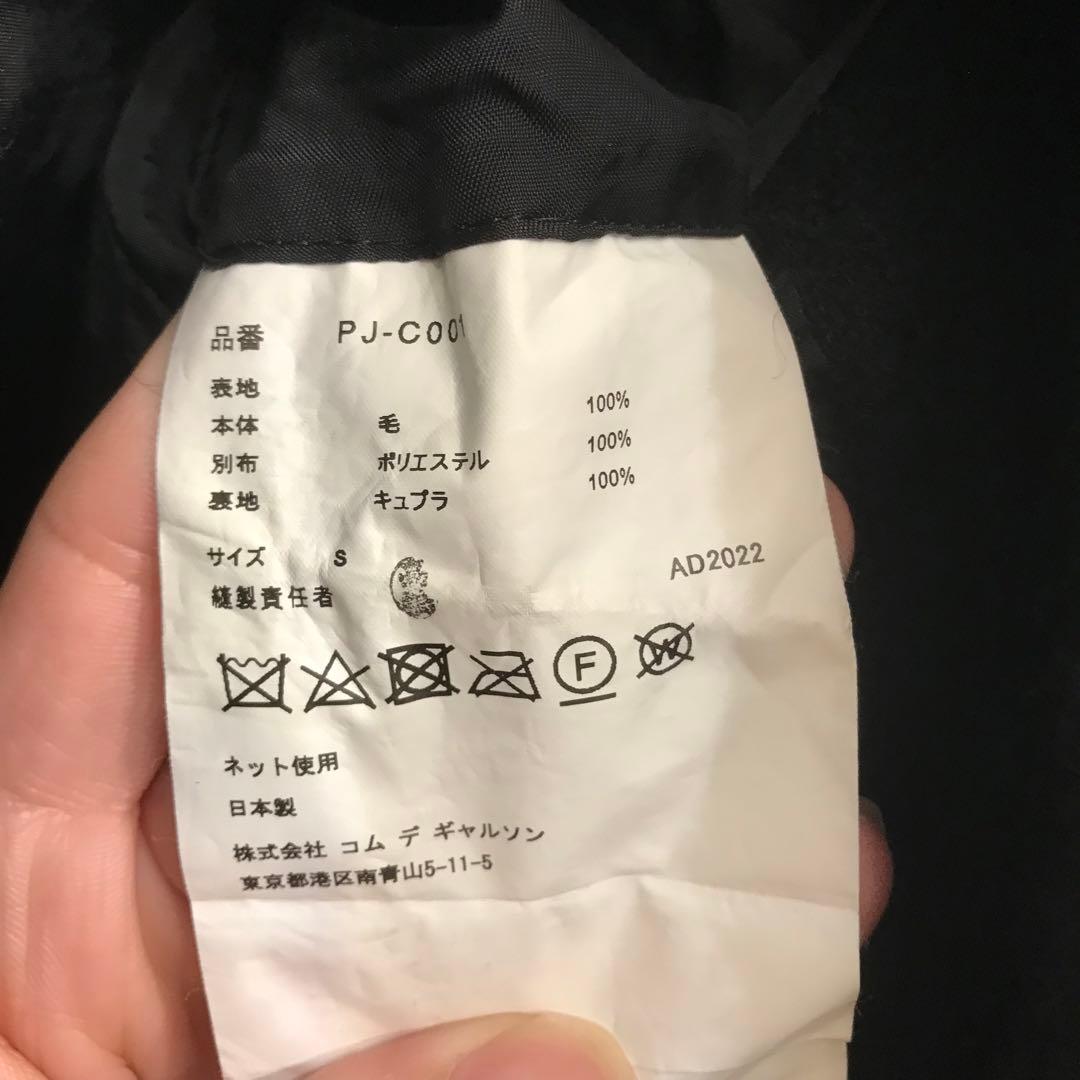 品番 PJ-C001
表地
本体 毛 100%
別布 ポリエステル 100%
裏地 キュプラ 100%
サイズ S
縫製責任者 AD2022
F W
ネット使用
日本製
株式会社 コム デ ギャルソン
東京都港区南青山5-11-5